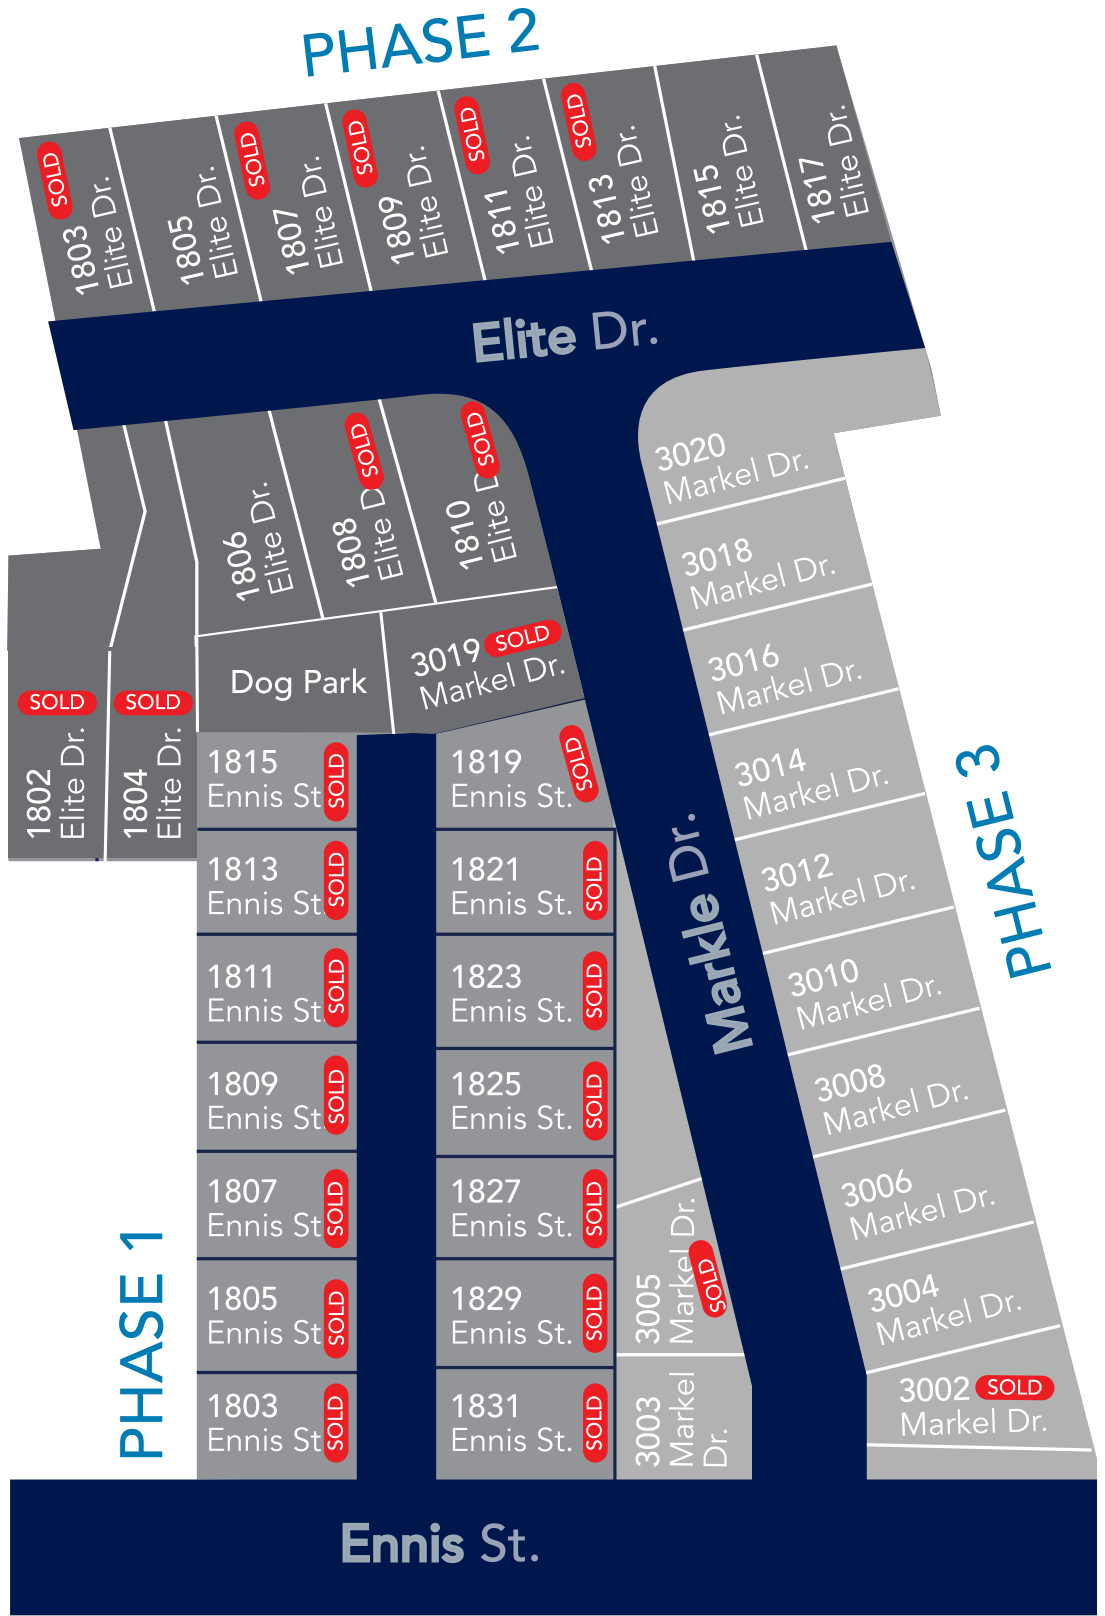 PHASE 2
SOLD
1803
Elite Dr.
1805
Elite Dr.
SOLD
1807
Elite Dr.
SOLD
1809
Elite Dr.
SOLD
1811
Elite Dr.
SOLD
1813
Elite Dr.
1815
Elite Dr.
1817
Elite Dr.
Elite Dr.
SOLD
1802
Elite Dr.
SOLD
1804
Elite Dr.
1806
Elite Dr.
SOLD
1808
Elite D
SOLD
1810
Elite D
Dog Park
3019 SOLD
Markel Dr.
1815
Ennis St
SOLD
1813
Ennis St.
SOLD
1811
Ennis St.
SOLD
1809
Ennis St.
SOLD
1807
Ennis St
SOLD
1805
Ennis St
SOLD
1803
Ennis St
SOLD
PHASE 1
1819
Ennis St.
SOLD
1821
Ennis St.
SOLD
1823
Ennis St.
SOLD
1825
Ennis St.
SOLD
1827
Ennis St.
SOLD
1829
Ennis St.
SOLD
1831
Ennis St.
SOLD
3005
Markel Dr.
SOLD
3003
Markel
Dr.
Markle Dr.
3020
Markel Dr.
3018
Markel Dr.
3016
Markel Dr.
3014
Markel Dr.
3012
Markel Dr.
3010
Markel Dr.
3008
Markel Dr.
3006
Markel Dr.
3004
Markel Dr.
3002 SOLD
Markel Dr.
PHASE 3
Ennis St.